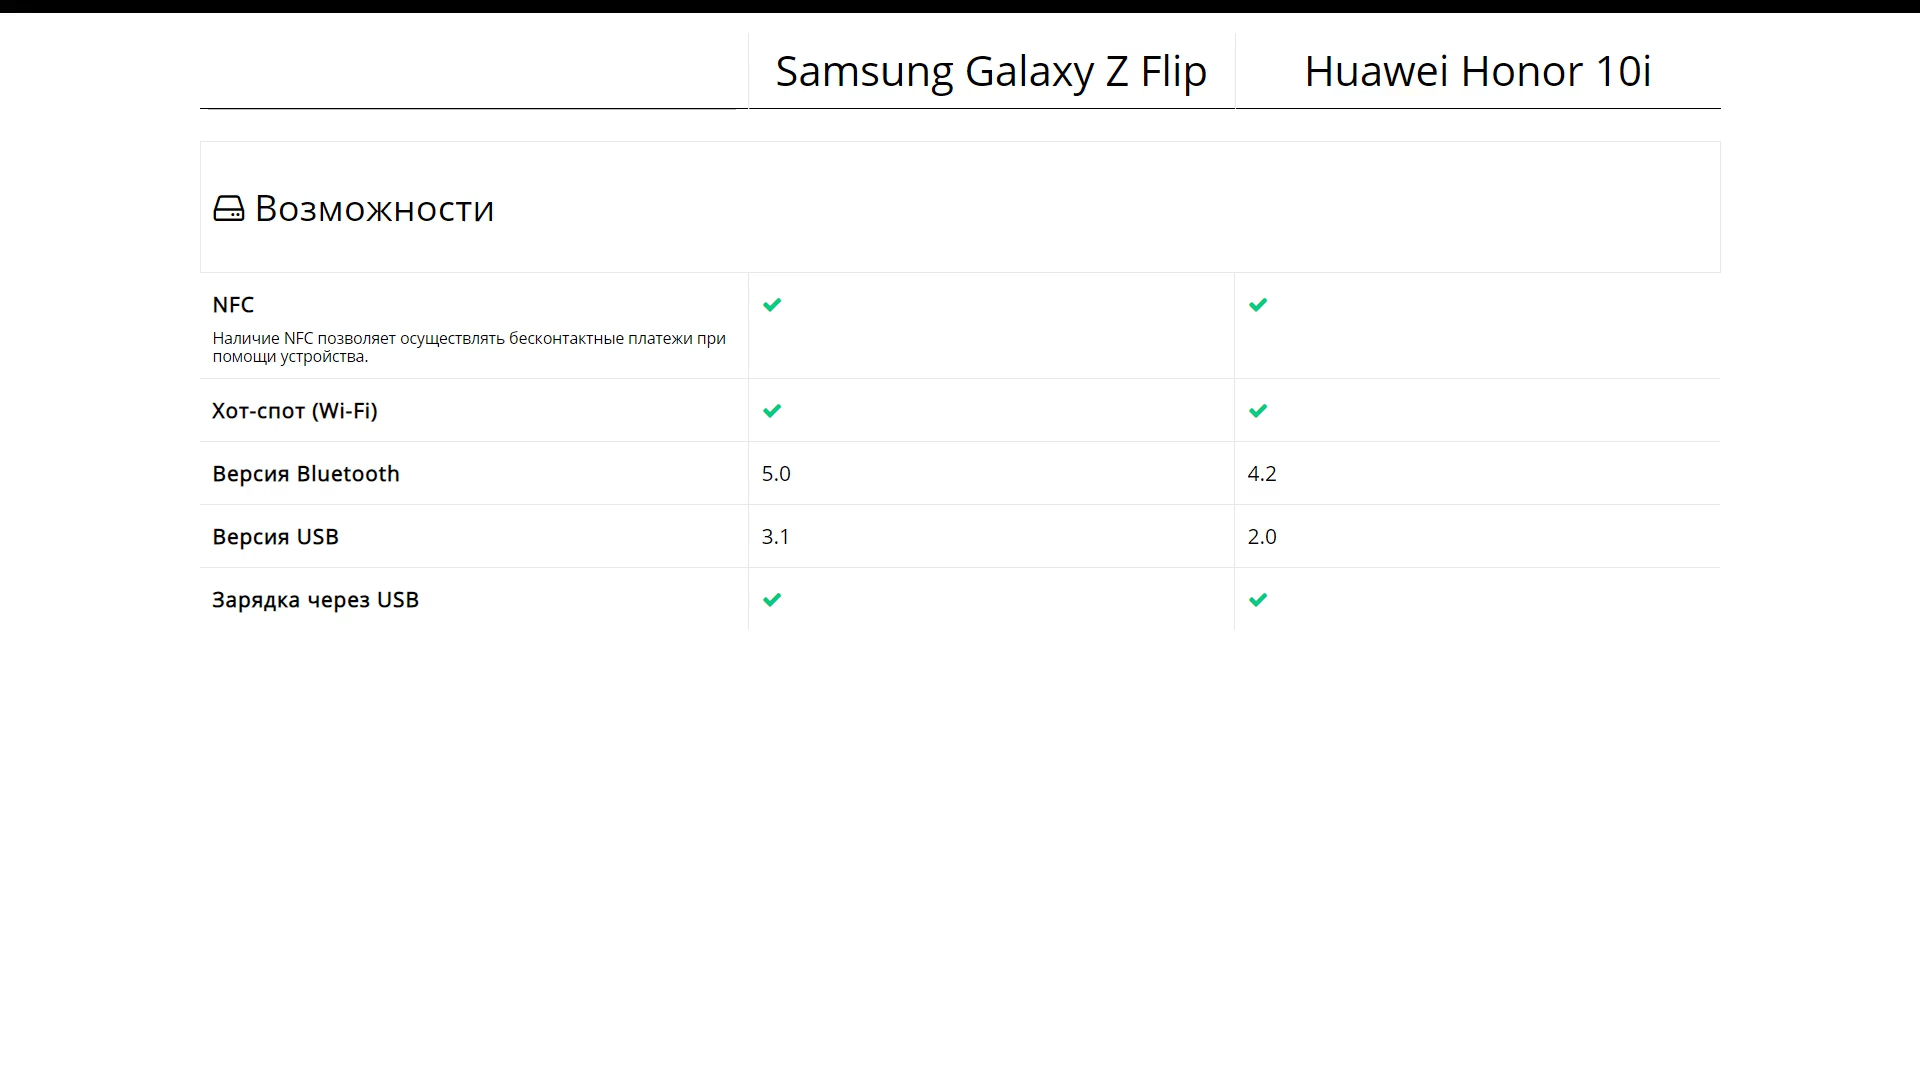 Samsung Galaxy Z Flip Huawei Honor 10i
Возможности
NFC
Наличие NFC позволяет осуществлять бесконтактные платежи при
помощи устройства.
Хот-спот (Wi-Fi)
Версия Bluetooth 5.0 4.2
Версия USB 3.1 2.0
Зарядка через USB